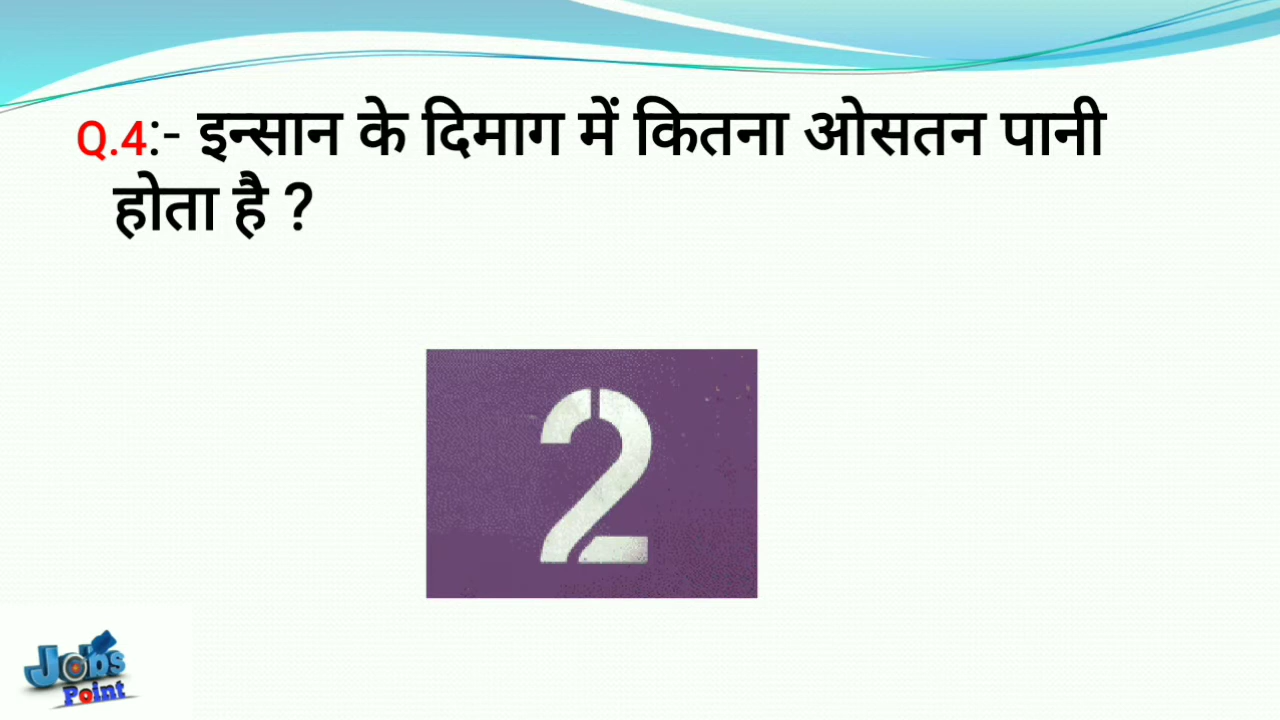 Q.4:- इन्सान के दिमाग में कितना ओसतन पानी
होता है ?
2
Jobs
Point